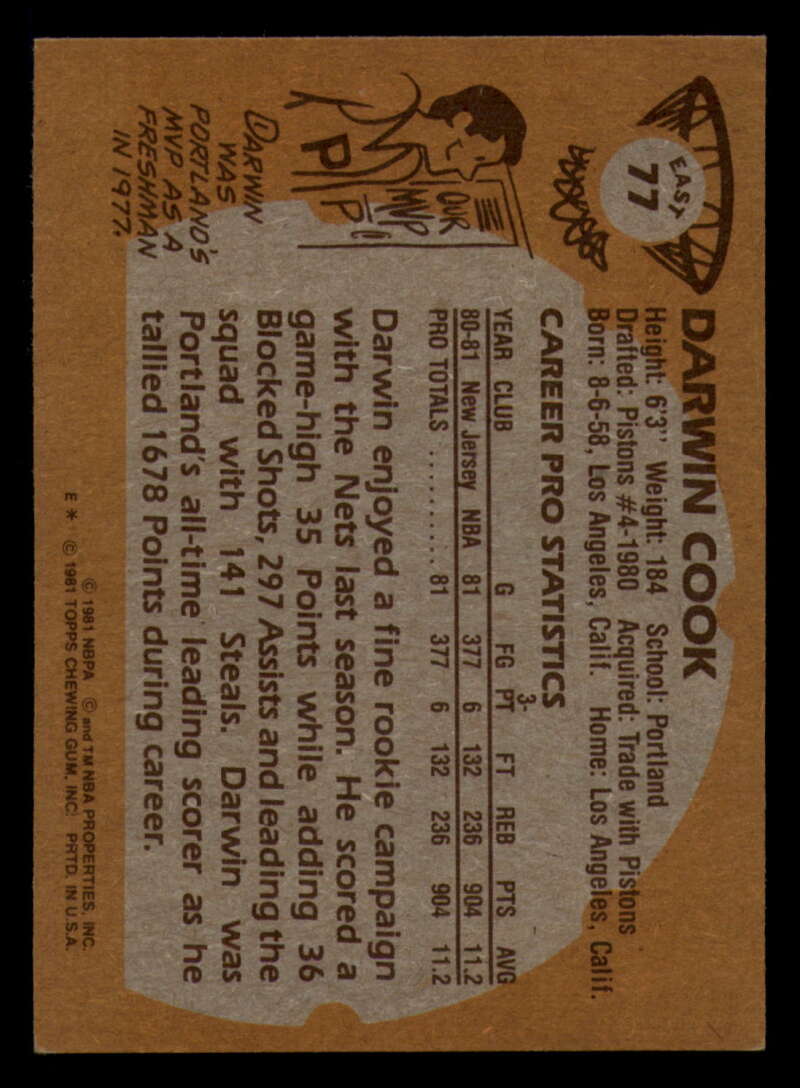 EAST
77
DARWIN COOK
Height: 6'3" Weight: 184 School: Portland
Drafted: Pistons #4-1980 Acquired: Trade with Pistons
Born: 8-6-58, Los Angeles, Calif. Home: Los Angeles, Calif.
CAREER PRO STATISTICS
YEAR CLUB G FG 3-PT FT REB PTS AVG
80-81 New Jersey NBA 81 377 6 132 236 904 11.2
PRO TOTALS .......... 81 377 6 132 236 904 11.2
Darwin enjoyed a fine rookie campaign
with the Nets last season. He scored a
game-high 35 Points while adding 36
Blocked Shots, 297 Assists and leading the
squad with 141 Steals. Darwin was
Portland's all-time leading scorer as he
tallied 1678 Points during career.
OUR
MVP
P
P
DARWIN
WAS
PORTLAND'S
MVP AS A
FRESHMAN
IN 1977.
© 1981 NBPA © and TM NBA PROPERTIES, INC.
E * © 1981 TOPPS CHEWING GUM, INC. PRTD. IN U.S.A.